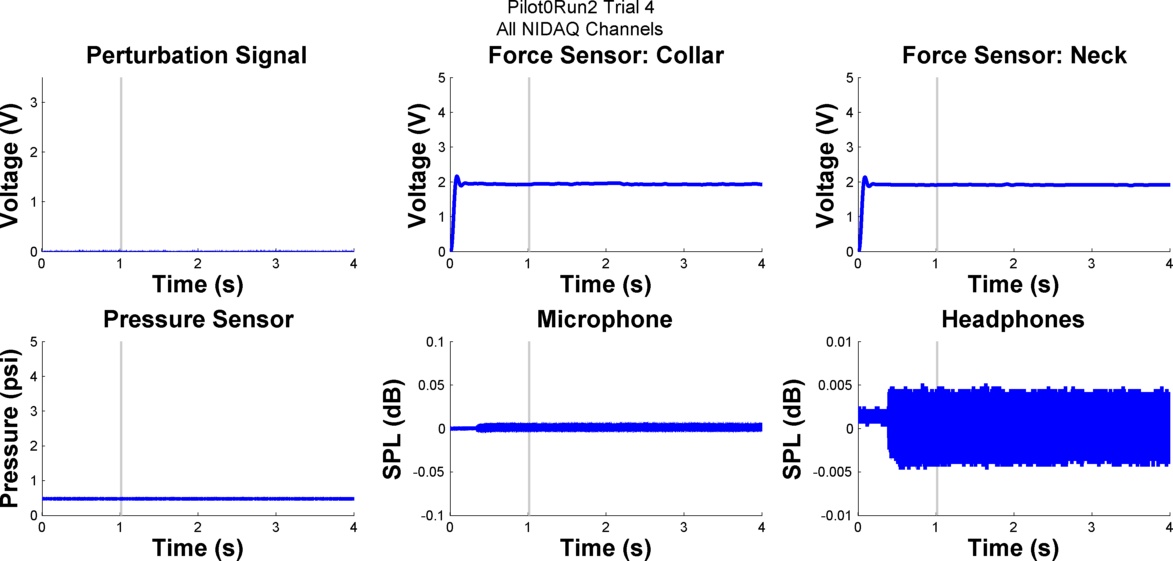 Pilot0Run2 Trial 4
All NIDAQ Channels
Perturbation Signal
Voltage (V)
3
2
1
0
0 1 2 3 4
Time (s)
Force Sensor: Collar
Voltage (V)
5
4
3
2
1
0
0 1 2 3 4
Time (s)
Force Sensor: Neck
Voltage (V)
5
4
3
2
1
0
0 1 2 3 4
Time (s)
Pressure Sensor
Pressure (psi)
5
4
3
2
1
0
0 1 2 3 4
Time (s)
Microphone
SPL (dB)
0.1
0.05
0
-0.05
-0.1
0 1 2 3 4
Time (s)
Headphones
SPL (dB)
0.01
0.005
0
-0.005
-0.01
0 1 2 3 4
Time (s)